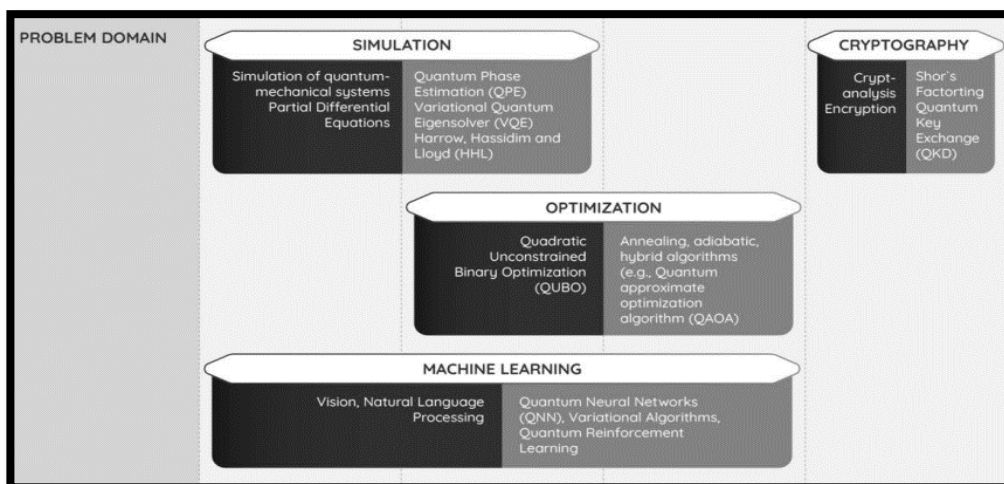 PROBLEM DOMAIN
SIMULATION
Simulation of quantum-
mechanical systems
Partial Differential
Equations
Quantum Phase
Estimation (QPE)
Variational Quantum
Eigensolver (VQE)
Harrow, Hassidim and
Lloyd (HHL)
CRYPTOGRAPHY
Crypt-
analysis
Encryption
Shor`s
Factorting
Quantum
Key
Exchange
(QKD)
OPTIMIZATION
Quadratic
Unconstrained
Binary Optimization
(QUBO)
Annealing, adiabatic,
hybrid algorithms
(e.g., Quantum
approximate
optimization
algorithm (QAOA)
MACHINE LEARNING
Vision, Natural Language
Processing
Quantum Neural Networks
(QNN), Variational Algorithms,
Quantum Reinforcement
Learning